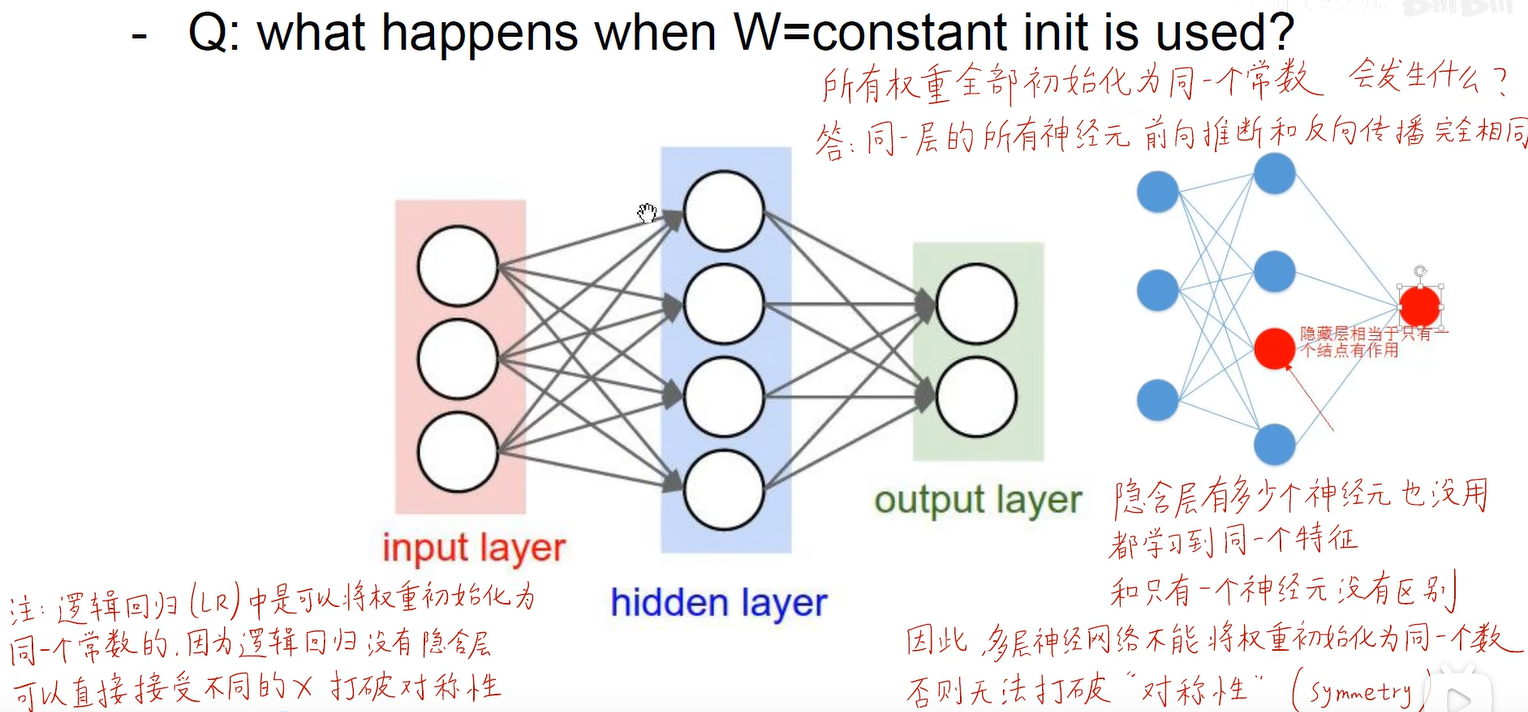 - Q: what happens when W=constant init is used?
所有权重全部初始化为同一个常数 会发生什么?
答:同一层的所有神经元 前向推断和反向传播完全相同
隐藏层相当于只有一
个结点有作用
input layer
hidden layer
output layer
隐含层有多少个神经元也没用
都学习到同一个特征
和只有一个神经元没有区别
因此,多层神经网络不能将权重初始化为同一个数
否则无法打破“对称性”(symmetry)
注:逻辑回归(LR)中是可以将权重初始化为
同一个常数的,因为逻辑回归没有隐含层
可以直接接受不同的X 打破对称性